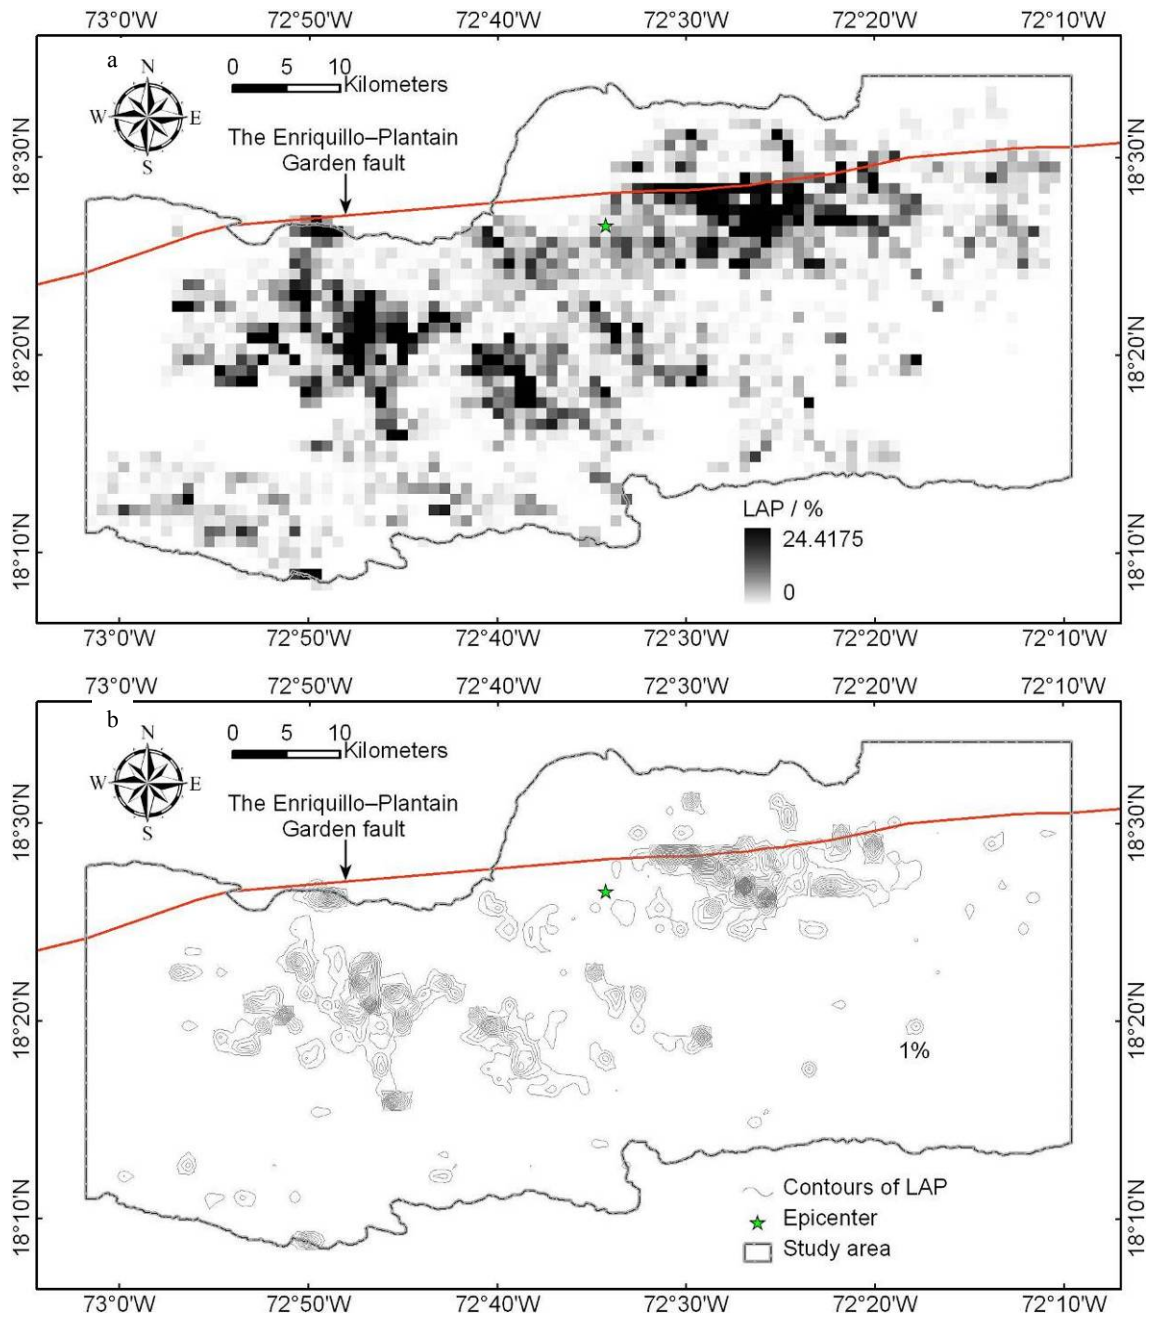 73°0'W 72°50'W 72°40'W 72°30'W 72°20'W 72°10'W
a
N
W E
S
0 5 10
Kilometers
The Enriquillo–Plantain
Garden fault
18°30'N
18°20'N
18°10'N
18°30'N
18°20'N
18°10'N
LAP / %
24.4175
0
73°0'W 72°50'W 72°40'W 72°30'W 72°20'W 72°10'W
73°0'W 72°50'W 72°40'W 72°30'W 72°20'W 72°10'W
b
N
W E
S
0 5 10
Kilometers
The Enriquillo–Plantain
Garden fault
18°30'N
18°20'N
18°10'N
18°30'N
18°20'N
18°10'N
1%
Contours of LAP
Epicenter
Study area
73°0'W 72°50'W 72°40'W 72°30'W 72°20'W 72°10'W